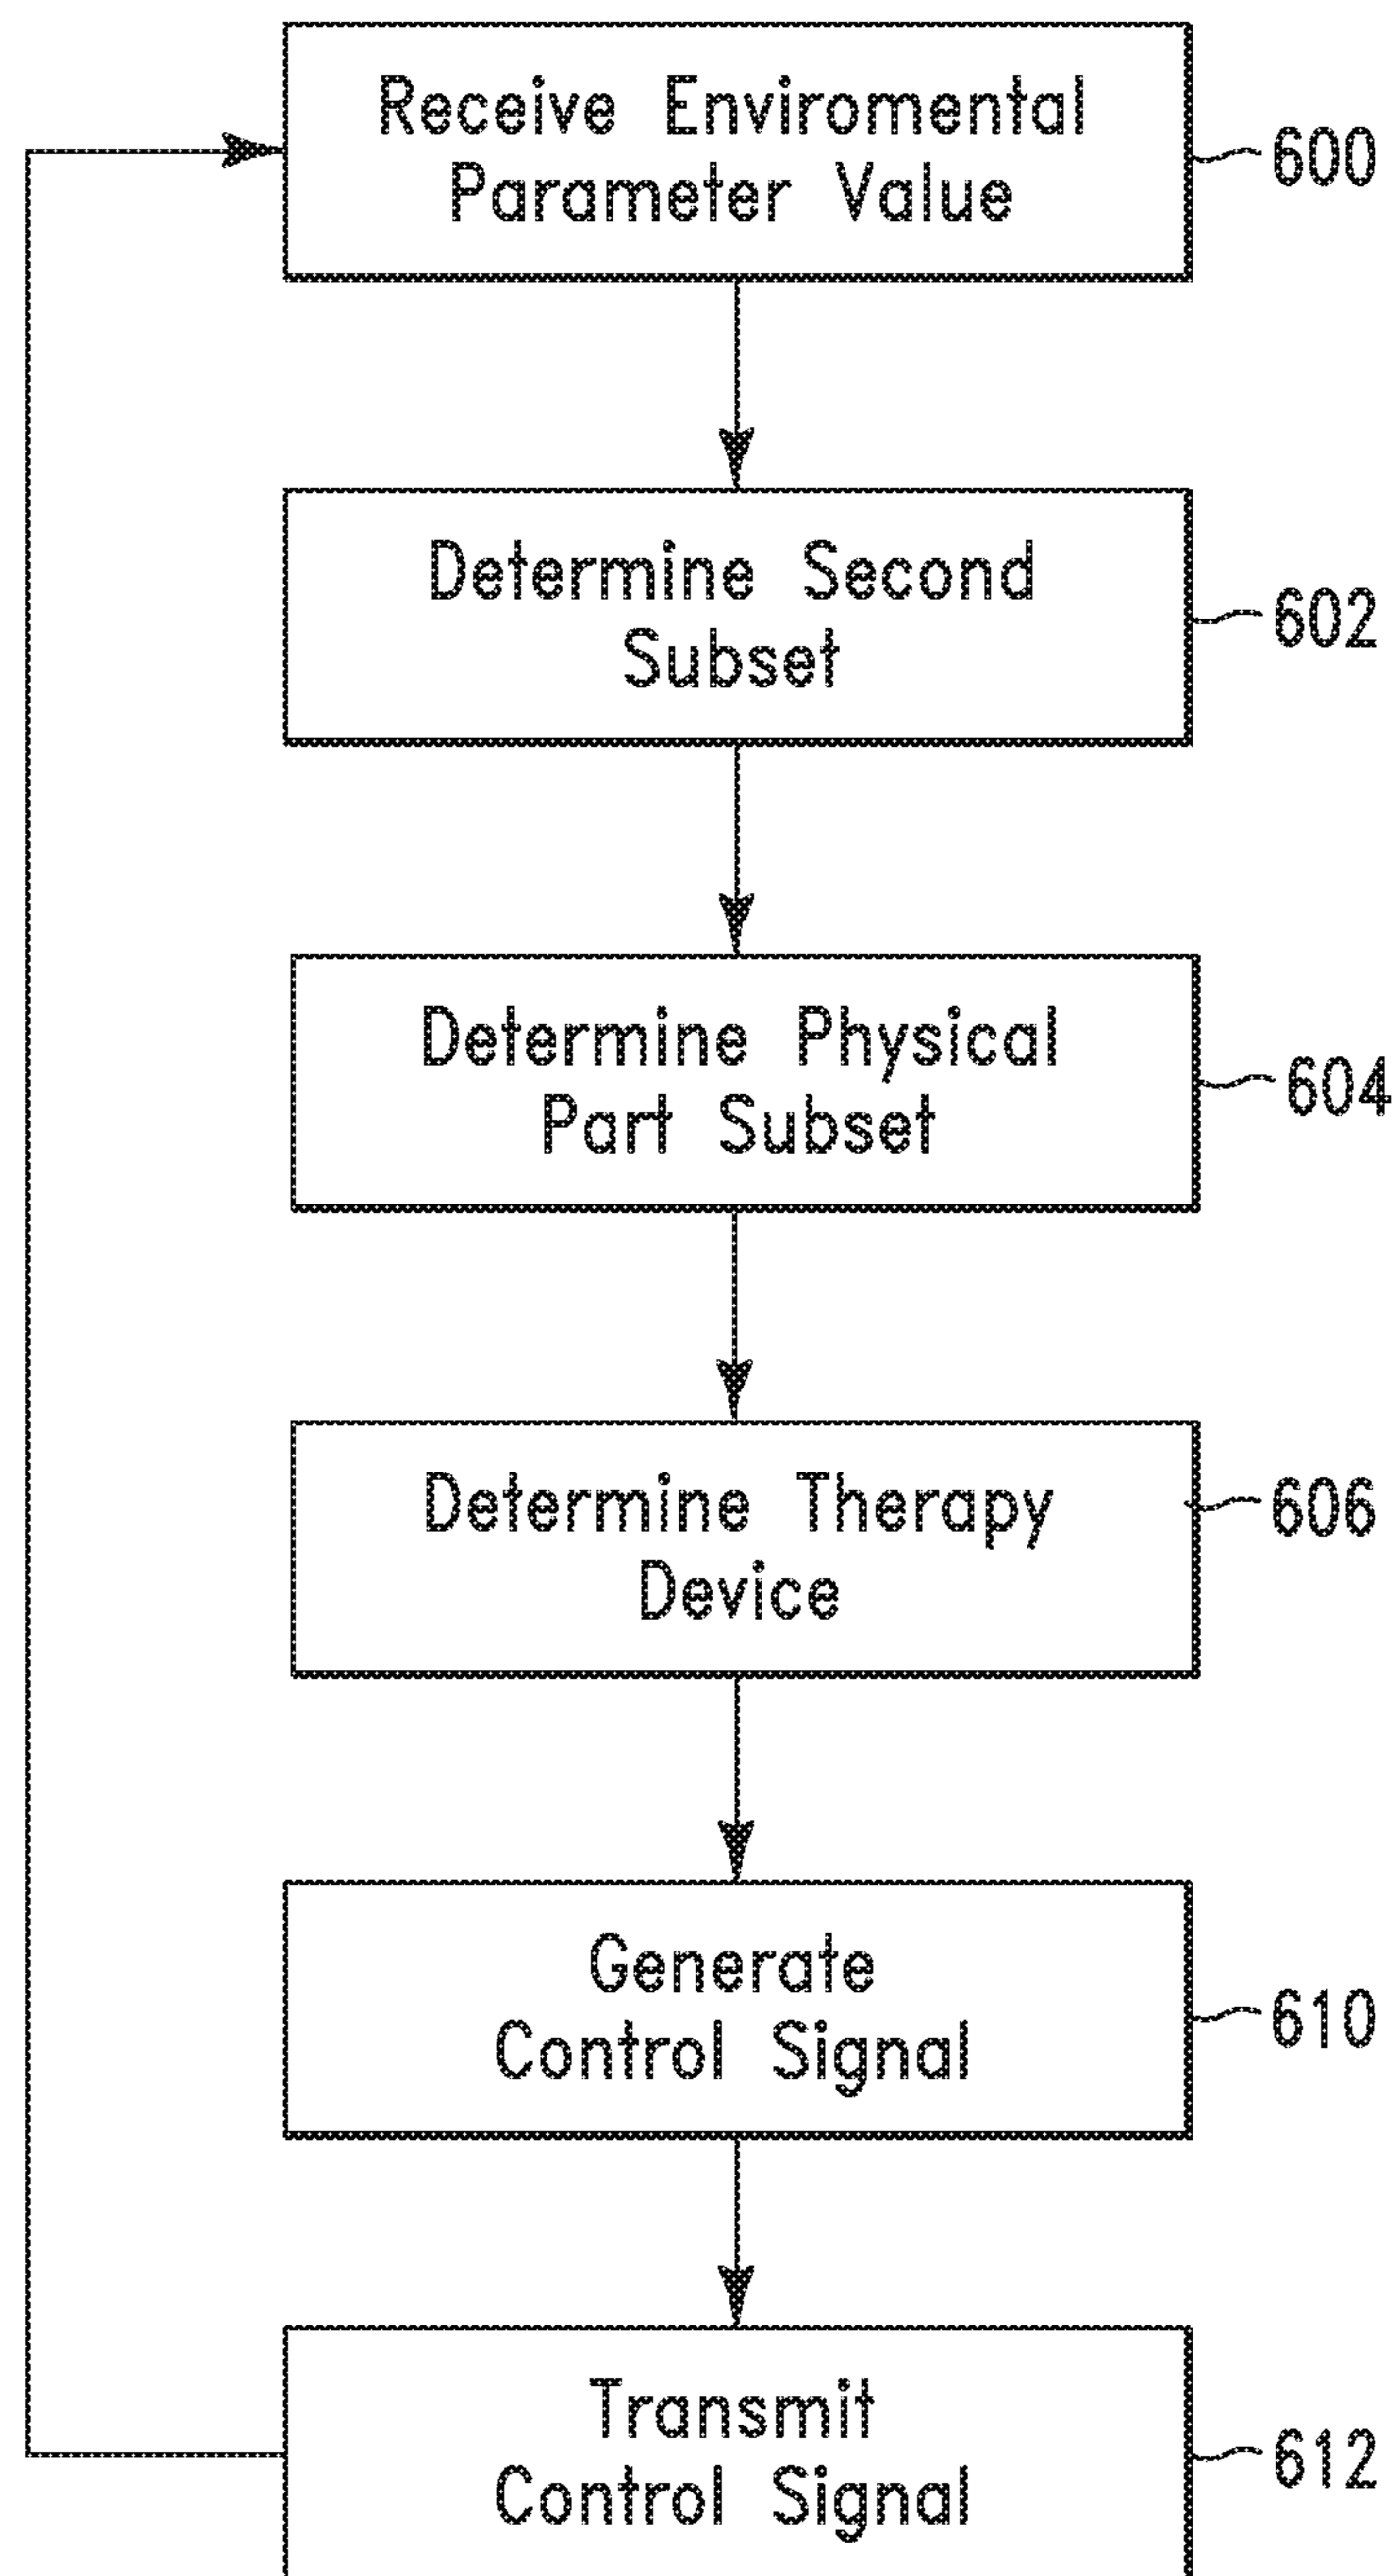 Receive Enviromental
Parameter Value
600
Determine Second
Subset
602
Determine Physical
Part Subset
604
Determine Therapy
Device
606
Generate
Control Signal
610
Transmit
Control Signal
612